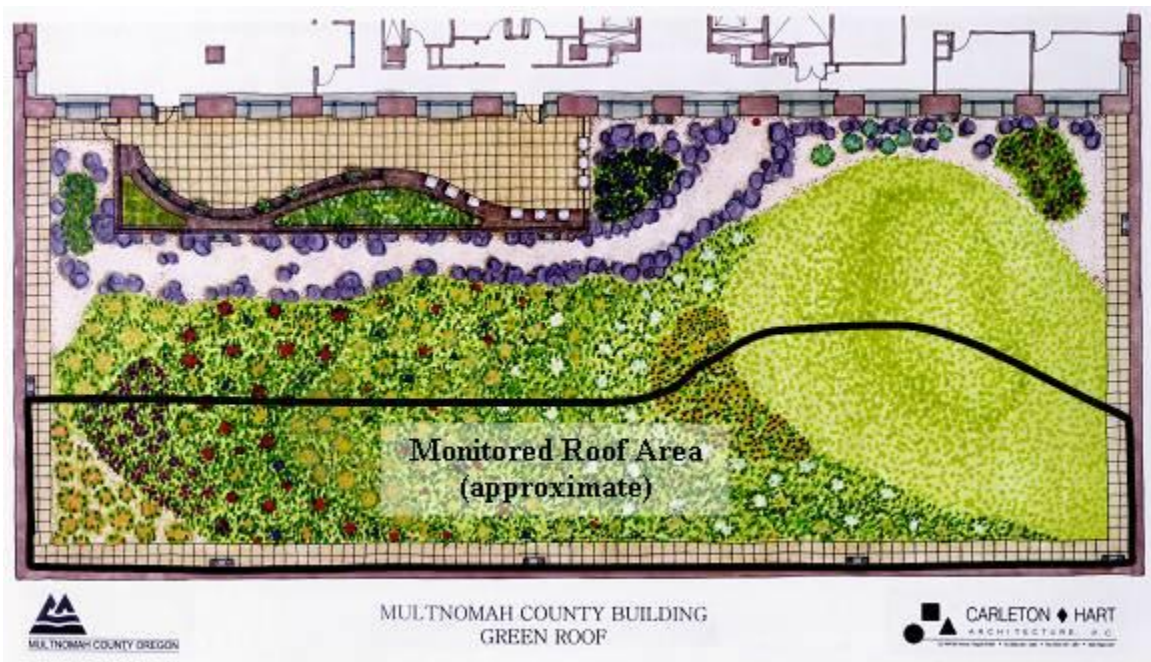 Monitored Roof Area
(approximate)
MULTNOMAH COUNTY OREGON
MULTNOMAH COUNTY BUILDING
GREEN ROOF
CARLETON ♦ HART
ARCHITECTURE, P.C.